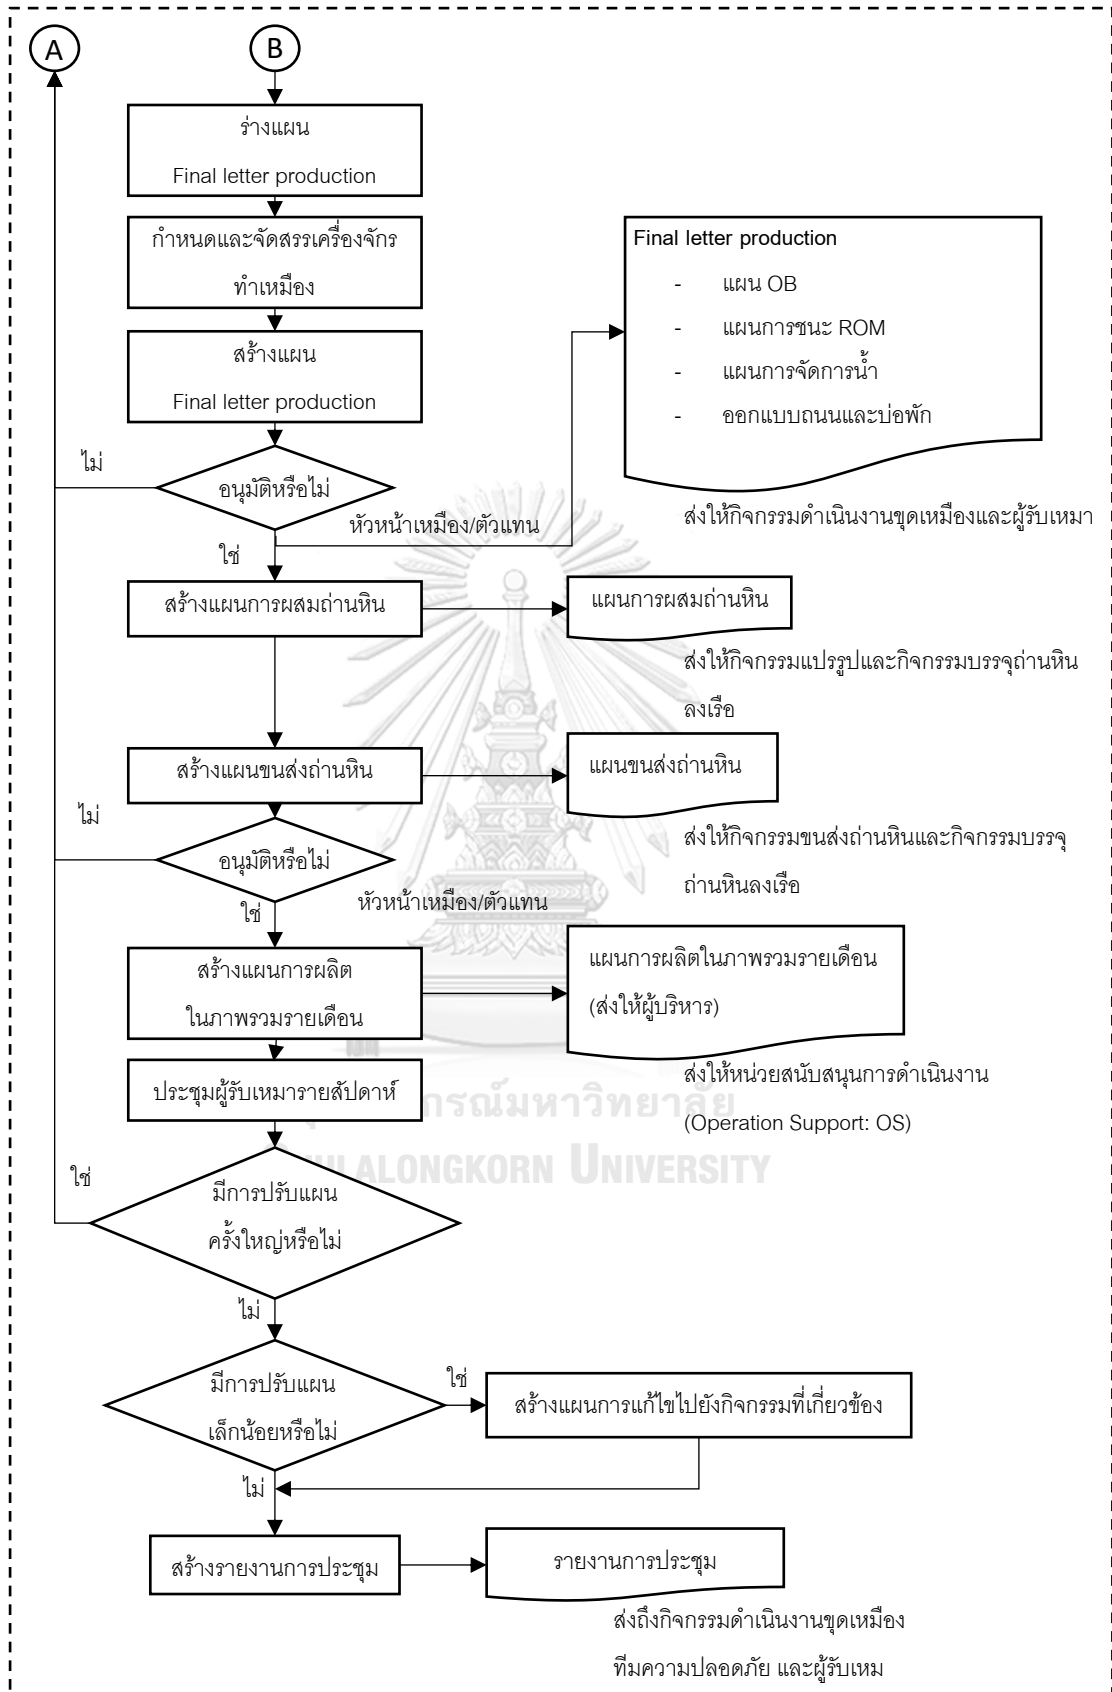 A
B
ร่างแผน
Final letter production
กำหนดและจัดสรรเครื่องจักร
ทำเหมือง
สร้างแผน
Final letter production
Final letter production
- แผน OB
- แผนการชนะ ROM
- แผนการจัดการน้ำ
- ออกแบบถนนและบ่อพัก
ไม่
อนุมัติหรือไม่
หัวหน้าเหมือง/ตัวแทน
ส่งให้กิจกรรมดำเนินงานขุดเหมืองและผู้รับเหมา
ใช่
สร้างแผนการผสมถ่านหิน
แผนการผสมถ่านหิน
ส่งให้กิจกรรมแปรรูปและกิจกรรมบรรจุถ่านหิน
ลงเรือ
สร้างแผนขนส่งถ่านหิน
แผนขนส่งถ่านหิน
ไม่
อนุมัติหรือไม่
ส่งให้กิจกรรมขนส่งถ่านหินและกิจกรรมบรรจุ
ถ่านหินลงเรือ
หัวหน้าเหมือง/ตัวแทน
ใช่
สร้างแผนการผลิต
ในภาพรวมรายเดือน
แผนการผลิตในภาพรวมรายเดือน
(ส่งให้ผู้บริหาร)
ส่งให้หน่วยสนับสนุนการดำเนินงาน
(Operation Support: OS)
ประชุมผู้รับเหมารายสัปดาห์
กรณ์มหาวิทยาลัย
ULALONGKORN UNIVERSITY
ใช่
มีการปรับแผน
ครั้งใหญ่หรือไม่
ไม่
มีการปรับแผน
เล็กน้อยหรือไม่
ใช่
สร้างแผนการแก้ไขไปยังกิจกรรมที่เกี่ยวข้อง
ไม่
สร้างรายงานการประชุม
รายงานการประชุม
ส่งถึงกิจกรรมดำเนินงานขุดเหมือง
ทีมความปลอดภัย และผู้รับเหม